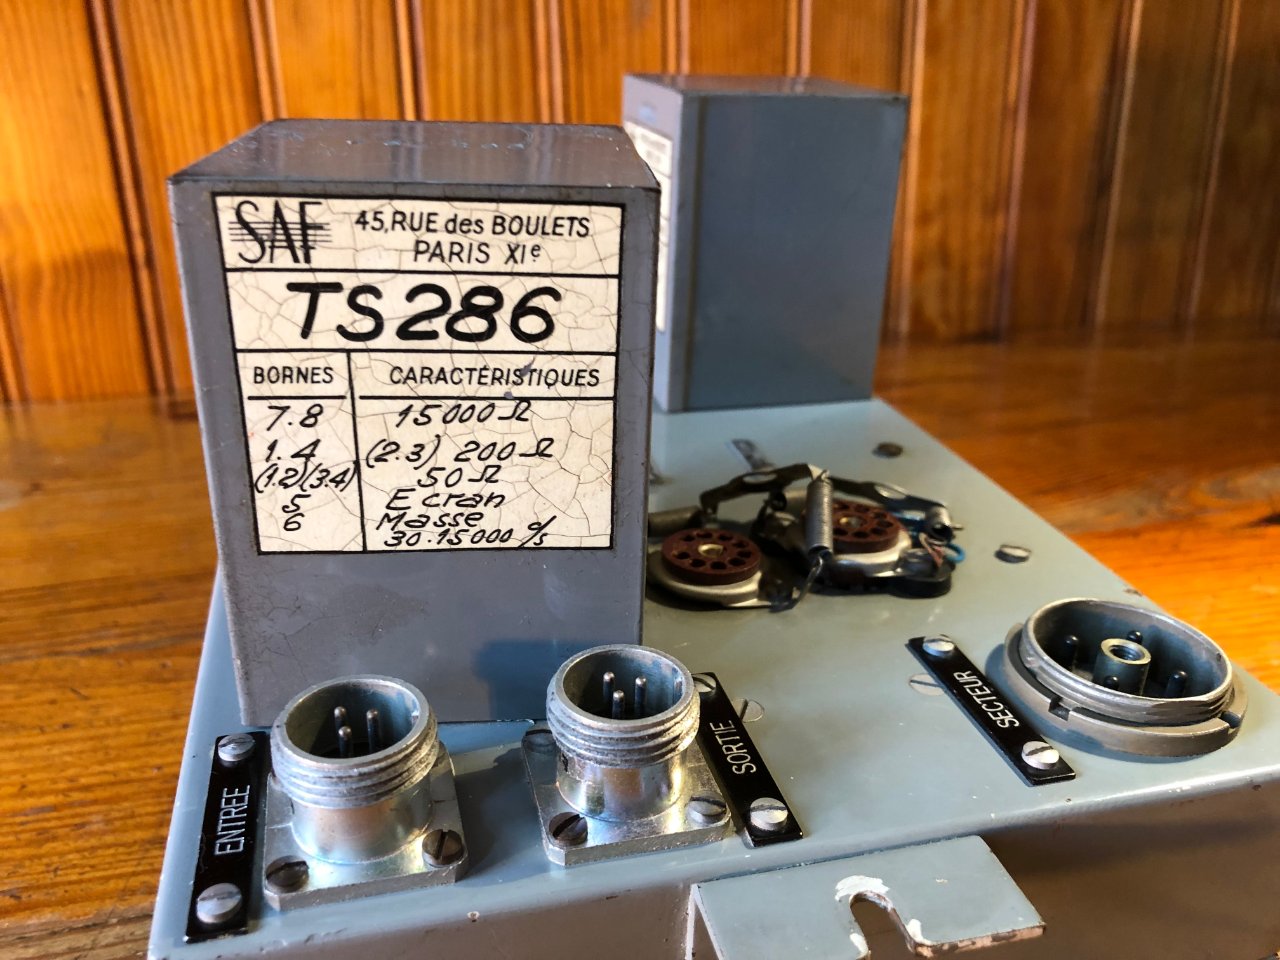 SAF
45, RUE des BOULETS
PARIS XIe
TS286
BORNES CARACTÉRISTIQUES
7.8 15000 Ω
1.4 (2.3) 200 Ω
(1.2)(3.4) 50 Ω
5 Ecran
6 Masse
30.15000 c/s
ENTREE
SORTIE
SECTEUR